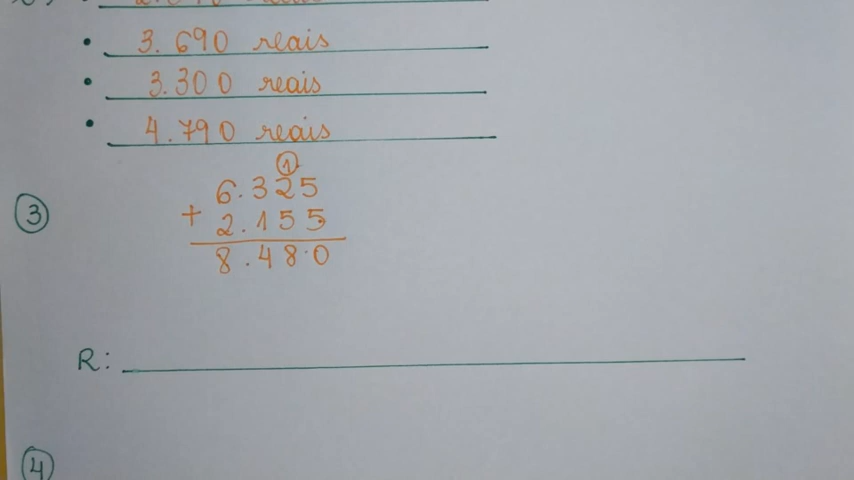 • 3.690 reais
• 3.300 reais
• 4.790 reais
1
③ 6.325
+ 2.155
8.480
R:
④